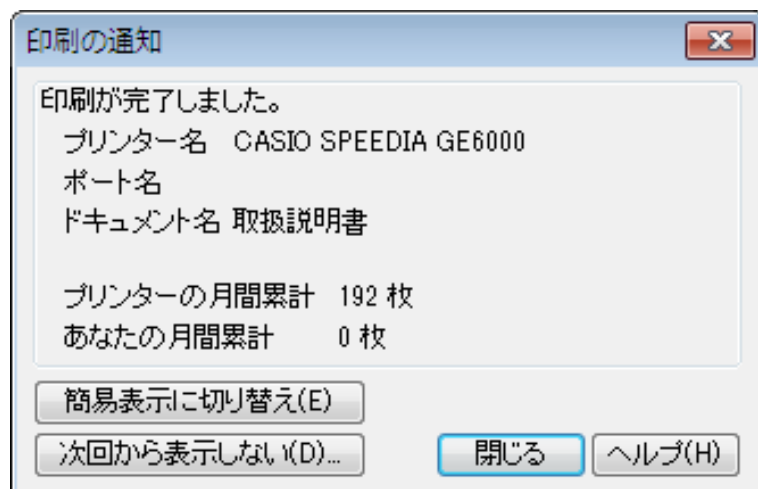 印刷の通知
印刷が完了しました。
プリンター名 CASIO SPEEDIA GE6000
ポート名
ドキュメント名 取扱説明書
プリンターの月間累計 192 枚
あなたの月間累計 0 枚
簡易表示に切り替え(E)
次回から表示しない(D)... 閉じる ヘルプ(H)